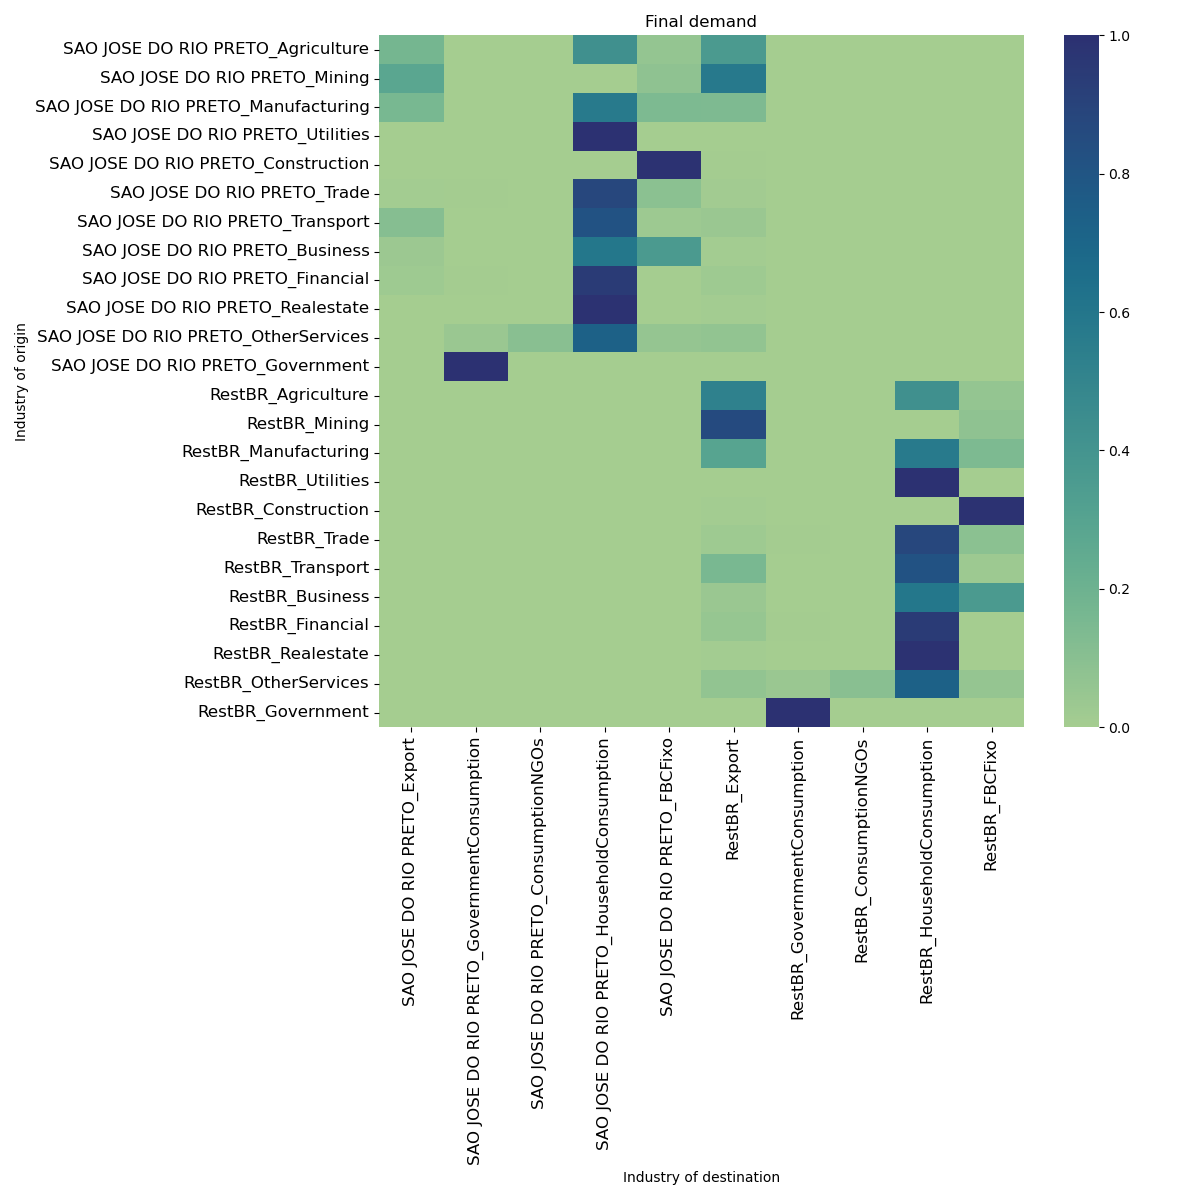 Final demand
Industry of origin
SAO JOSE DO RIO PRETO_Agriculture
SAO JOSE DO RIO PRETO_Mining
SAO JOSE DO RIO PRETO_Manufacturing
SAO JOSE DO RIO PRETO_Utilities
SAO JOSE DO RIO PRETO_Construction
SAO JOSE DO RIO PRETO_Trade
SAO JOSE DO RIO PRETO_Transport
SAO JOSE DO RIO PRETO_Business
SAO JOSE DO RIO PRETO_Financial
SAO JOSE DO RIO PRETO_Realestate
SAO JOSE DO RIO PRETO_OtherServices
SAO JOSE DO RIO PRETO_Government
RestBR_Agriculture
RestBR_Mining
RestBR_Manufacturing
RestBR_Utilities
RestBR_Construction
RestBR_Trade
RestBR_Transport
RestBR_Business
RestBR_Financial
RestBR_Realestate
RestBR_OtherServices
RestBR_Government
1.0
0.8
0.6
0.4
0.2
0.0
SAO JOSE DO RIO PRETO_Export
SAO JOSE DO RIO PRETO_GovernmentConsumption
SAO JOSE DO RIO PRETO_ConsumptionNGOs
SAO JOSE DO RIO PRETO_HouseholdConsumption
SAO JOSE DO RIO PRETO_FBCFixo
RestBR_Export
RestBR_GovernmentConsumption
RestBR_ConsumptionNGOs
RestBR_HouseholdConsumption
RestBR_FBCFixo
Industry of destination